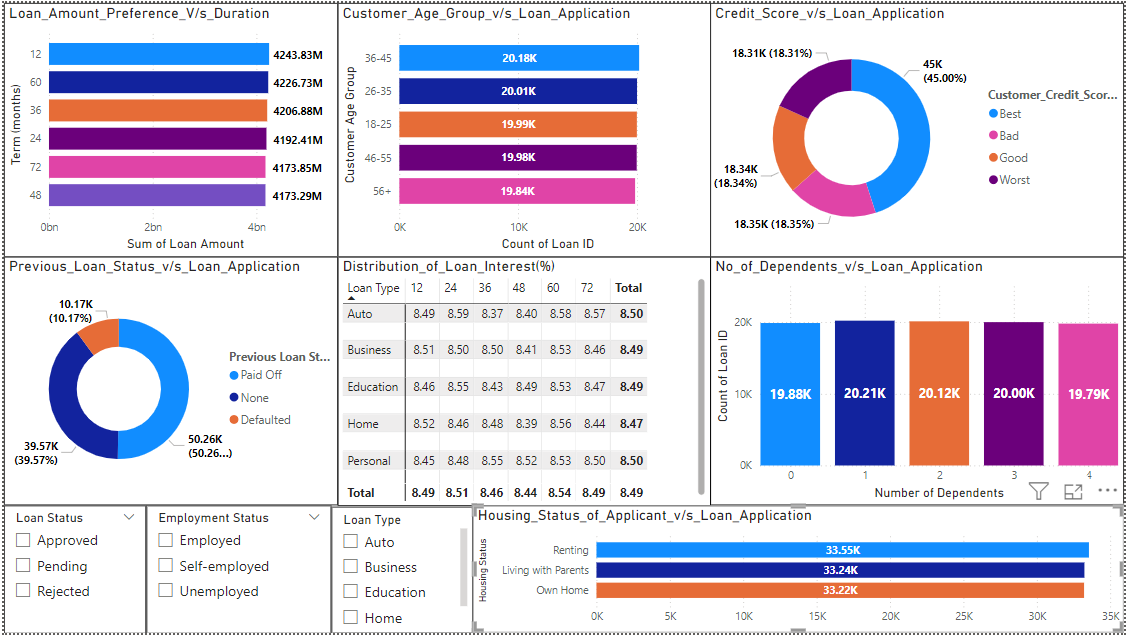 Loan_Amount_Preference_V/s_Duration
Term (months)
12 4243.83M
60 4226.73M
36 4206.88M
24 4192.41M
72 4173.85M
48 4173.29M
0bn 2bn 4bn
Sum of Loan Amount
Customer_Age_Group_v/s_Loan_Application
Customer Age Group
36-45 20.18K
26-35 20.01K
18-25 19.99K
46-55 19.98K
56+ 19.84K
0K 10K 20K
Count of Loan ID
Credit_Score_v/s_Loan_Application
18.31K (18.31%)
45K
(45.00%)
18.34K
(18.34%)
18.35K (18.35%)
Customer_Credit_Scor...
Best
Bad
Good
Worst
Previous_Loan_Status_v/s_Loan_Application
10.17K
(10.17%)
39.57K
(39.57%)
50.26K
(50.26...)
Previous Loan St...
Paid Off
None
Defaulted
Distribution_of_Loan_Interest(%)
Loan Type 12 24 36 48 60 72 Total
Auto 8.49 8.59 8.37 8.40 8.58 8.57 8.50
Business 8.51 8.50 8.50 8.41 8.53 8.46 8.49
Education 8.46 8.55 8.43 8.49 8.53 8.47 8.49
Home 8.52 8.46 8.48 8.39 8.56 8.44 8.47
Personal 8.45 8.48 8.55 8.52 8.53 8.50 8.50
Total 8.49 8.51 8.46 8.44 8.54 8.49 8.49
No_of_Dependents_v/s_Loan_Application
Count of Loan ID
20K
10K
0K
19.88K 20.21K 20.12K 20.00K 19.79K
0 1 2 3 4
Number of Dependents
Loan Status
Approved
Pending
Rejected
Employment Status
Employed
Self-employed
Unemployed
Loan Type
Auto
Business
Education
Home
Housing_Status_of_Applicant_v/s_Loan_Application
Housing Status
Renting 33.55K
Living with Parents 33.24K
Own Home 33.22K
0K 5K 10K 15K 20K 25K 30K 35K